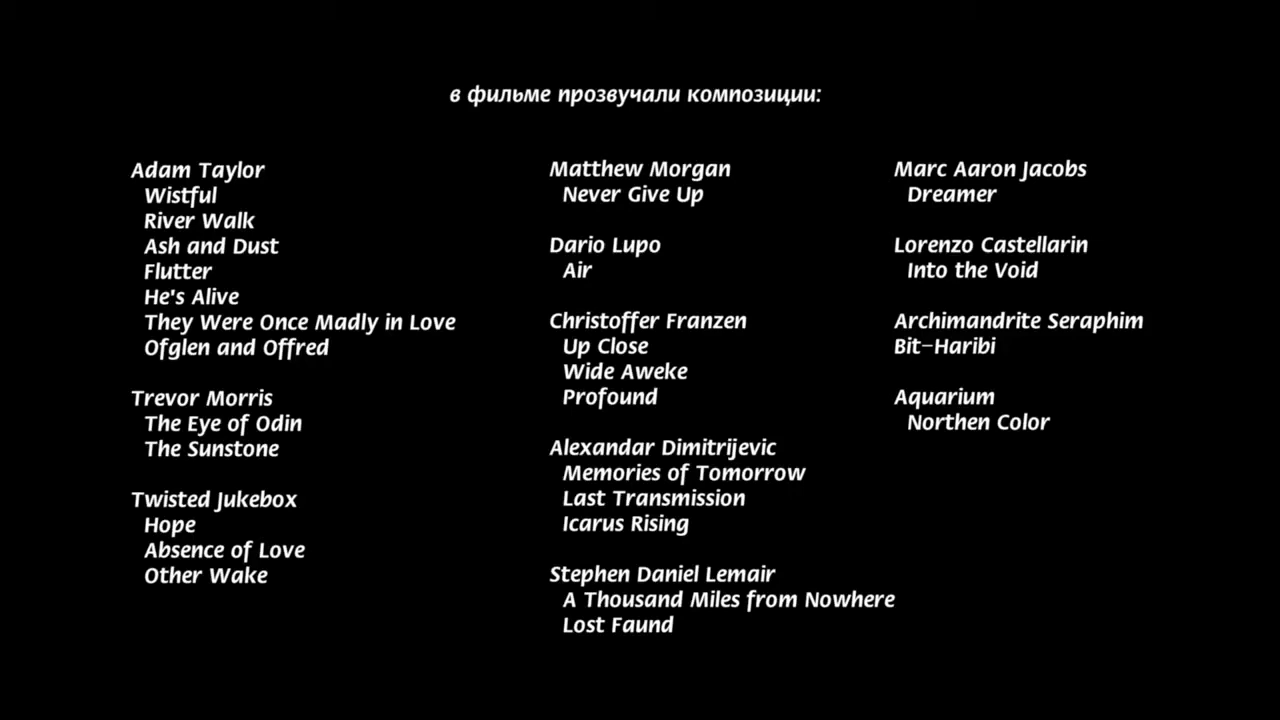 в фильме прозвучали композиции:
Adam Taylor
Wistful
River Walk
Ash and Dust
Flutter
He's Alive
They Were Once Madly in Love
Ofglen and Offred
Trevor Morris
The Eye of Odin
The Sunstone
Twisted Jukebox
Hope
Absence of Love
Other Wake
Matthew Morgan
Never Give Up
Dario Lupo
Air
Christoffer Franzen
Up Close
Wide Aweke
Profound
Alexandar Dimitrijevic
Memories of Tomorrow
Last Transmission
Icarus Rising
Stephen Daniel Lemair
A Thousand Miles from Nowhere
Lost Faund
Marc Aaron Jacobs
Dreamer
Lorenzo Castellarin
Into the Void
Archimandrite Seraphim
Bit-Haribi
Aquarium
Northen Color